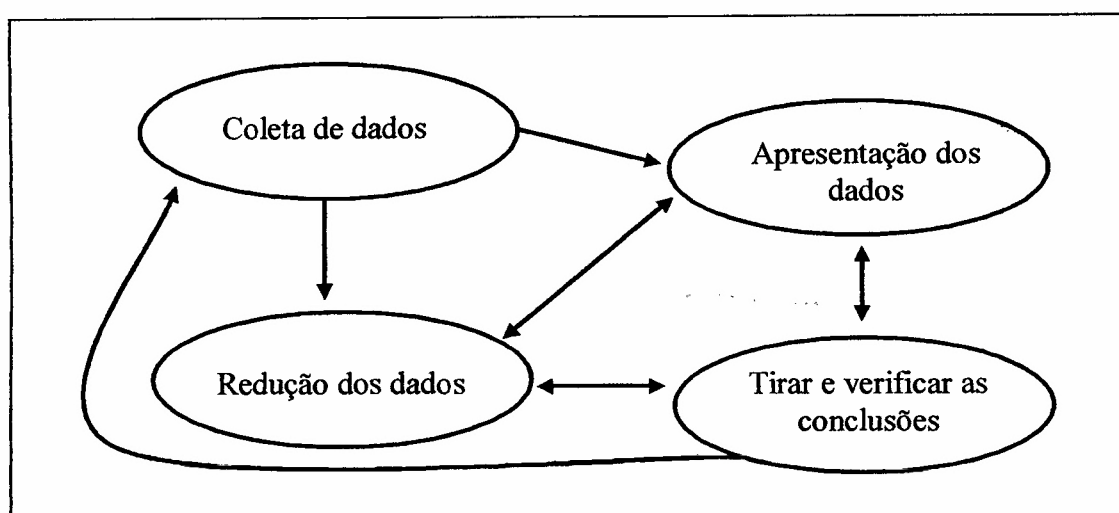 Coleta de dados
Apresentação dos
dados
Redução dos dados
Tirar e verificar as
conclusões